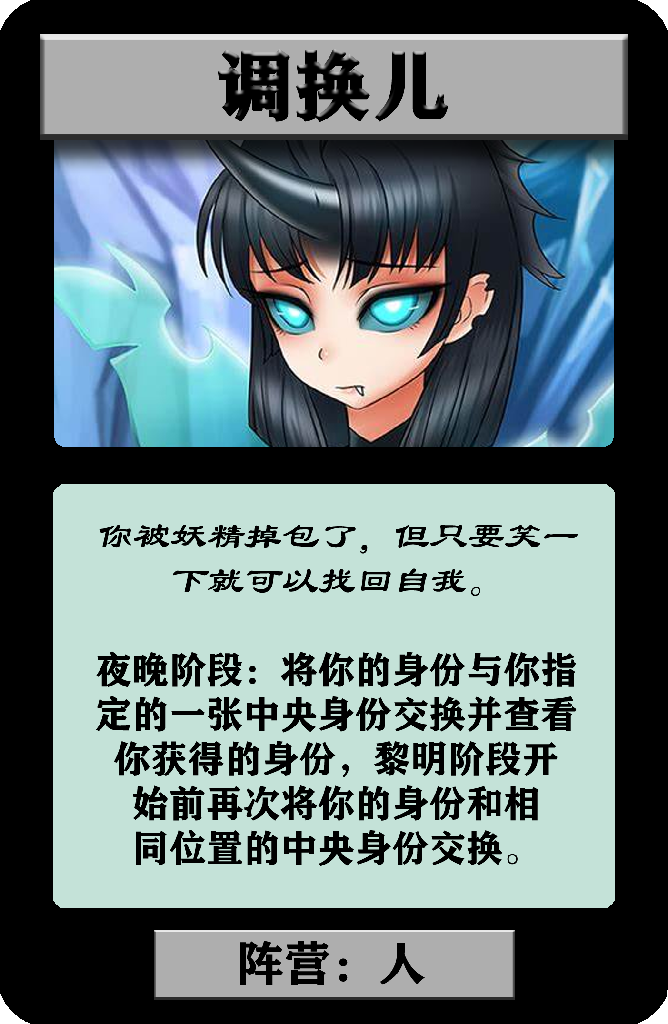 调换儿
你被妖精掉包了，但只要笑一
下就可以找回自我。
夜晚阶段：将你的身份与你指
定的一张中央身份交换并查看
你获得的身份，黎明阶段开
始前再次将你的身份和相
同位置的中央身份交换。
阵营：人